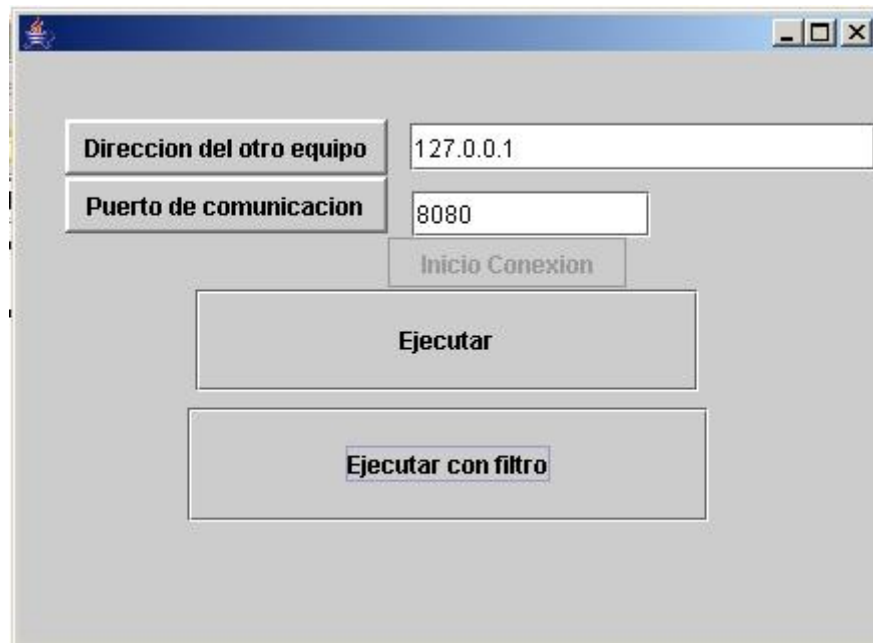 Direccion del otro equipo
127.0.0.1
Puerto de comunicacion
8080
Inicio Conexion
Ejecutar
Ejecutar con filtro